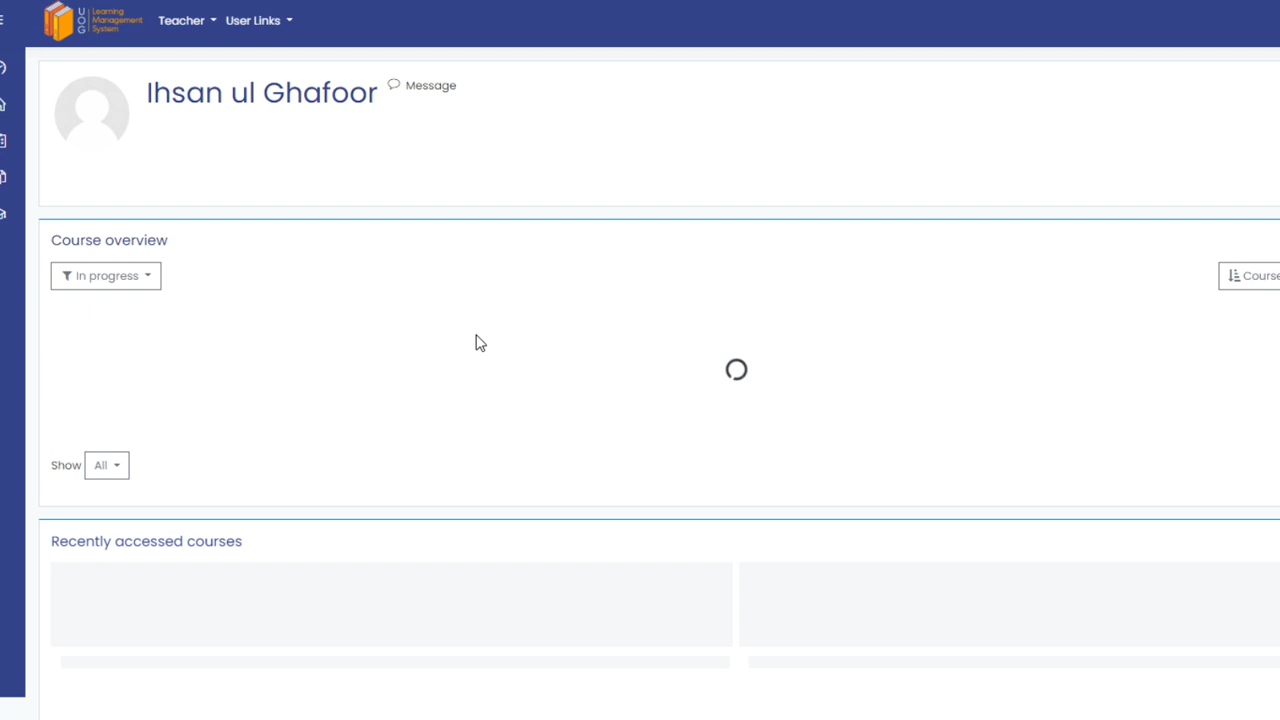 UOG
Learning
Management
System
Teacher
User Links
Ihsan ul Ghafoor
Message
Course overview
In progress
Course
Show All
Recently accessed courses